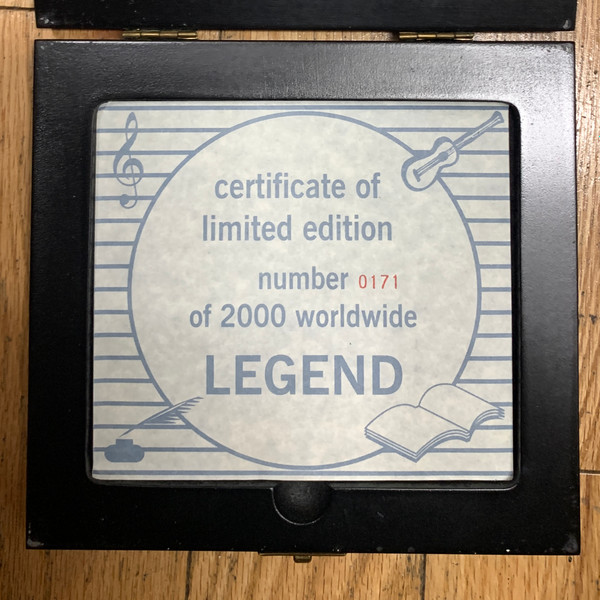 certificate of
limited edition
number 0171
of 2000 worldwide
LEGEND